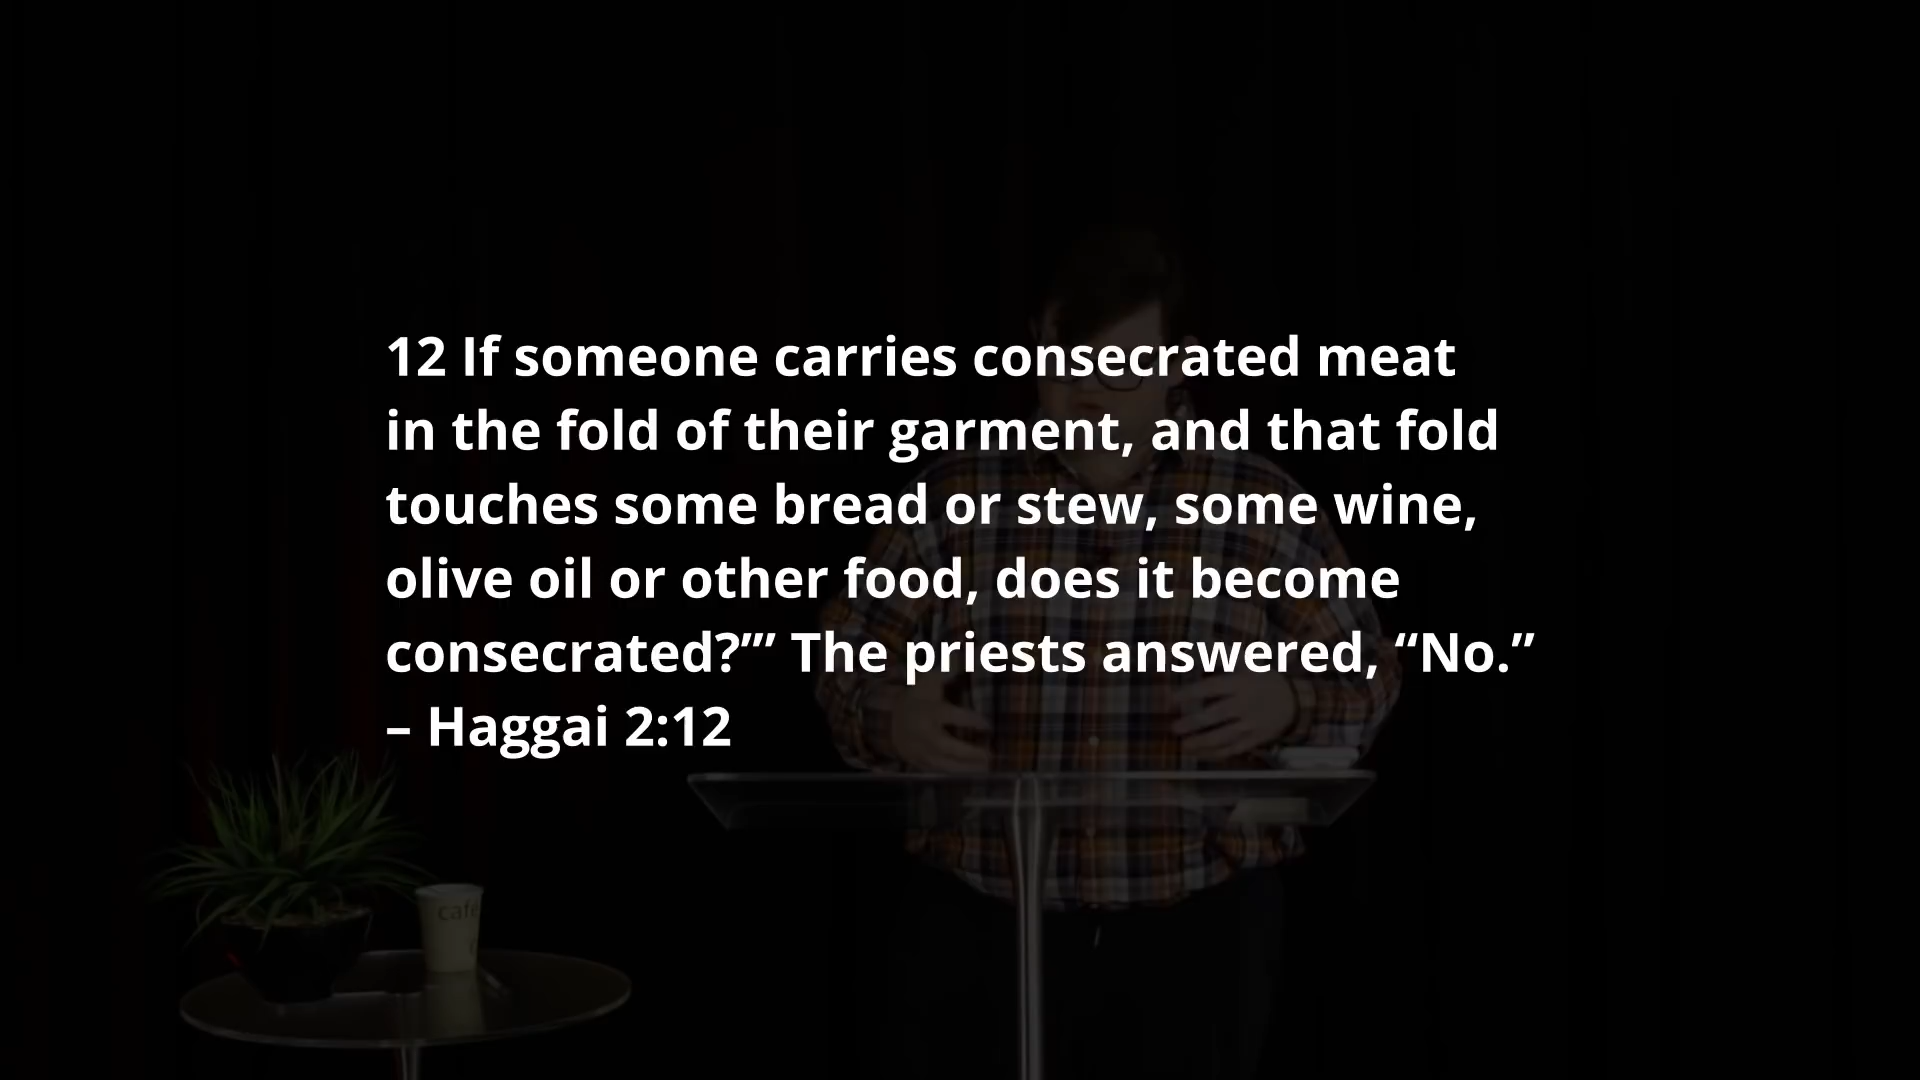 12 If someone carries consecrated meat
in the fold of their garment, and that fold
touches some bread or stew, some wine,
olive oil or other food, does it become
consecrated?’” The priests answered, “No.”
– Haggai 2:12
café